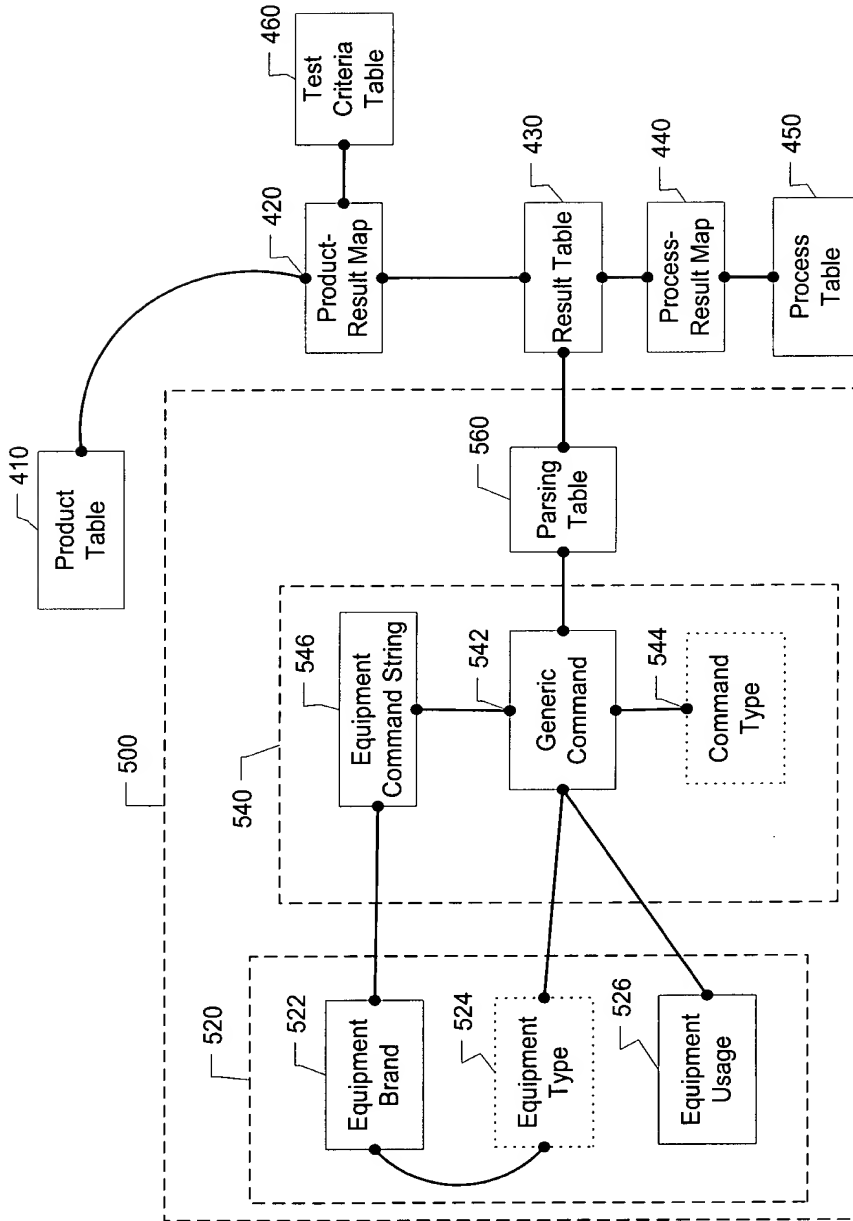 500
410
Product
Table
520
540
522
Equipment
Brand
546
Equipment
Command String
420
Product-
Result Map
460
Test
Criteria
Table
524
Equipment
Type
542
Generic
Command
560
Parsing
Table
430
Result Table
526
Equipment
Usage
544
Command
Type
440
Process-
Result Map
450
Process
Table